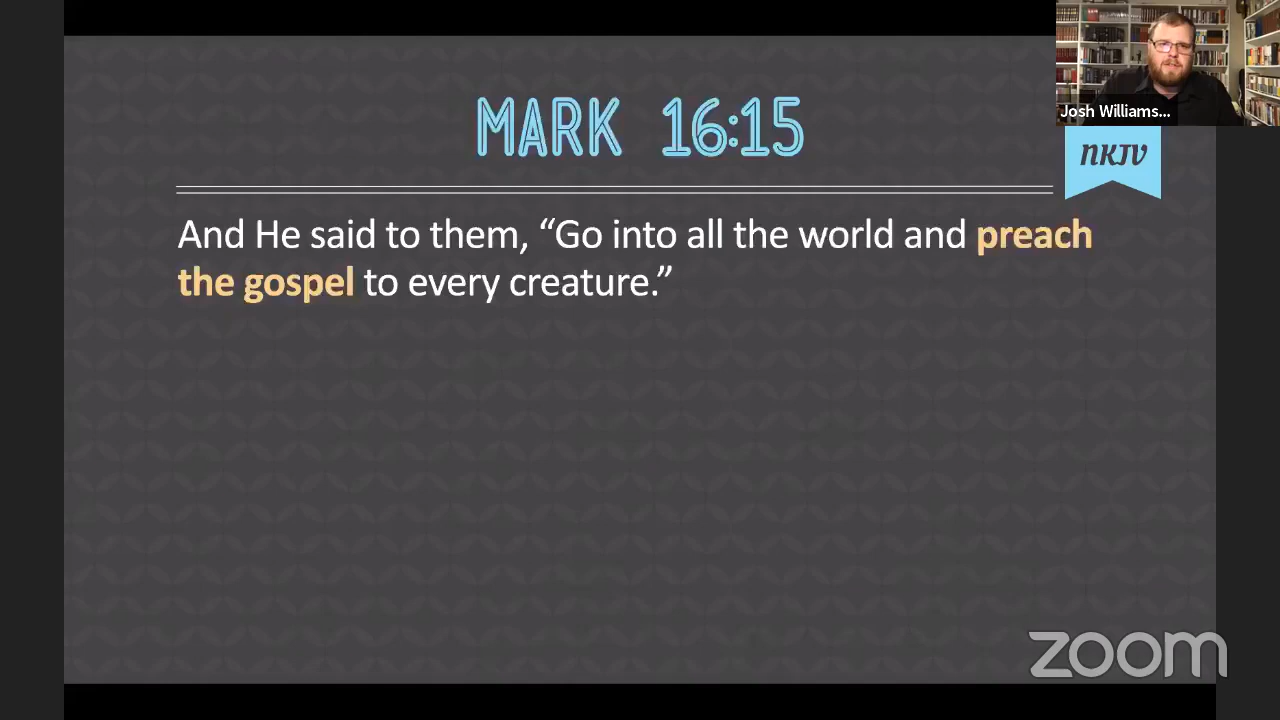 MARK 16:15
Josh Williams...
NKJV
And He said to them, “Go into all the world and preach
the gospel to every creature.”
zoom